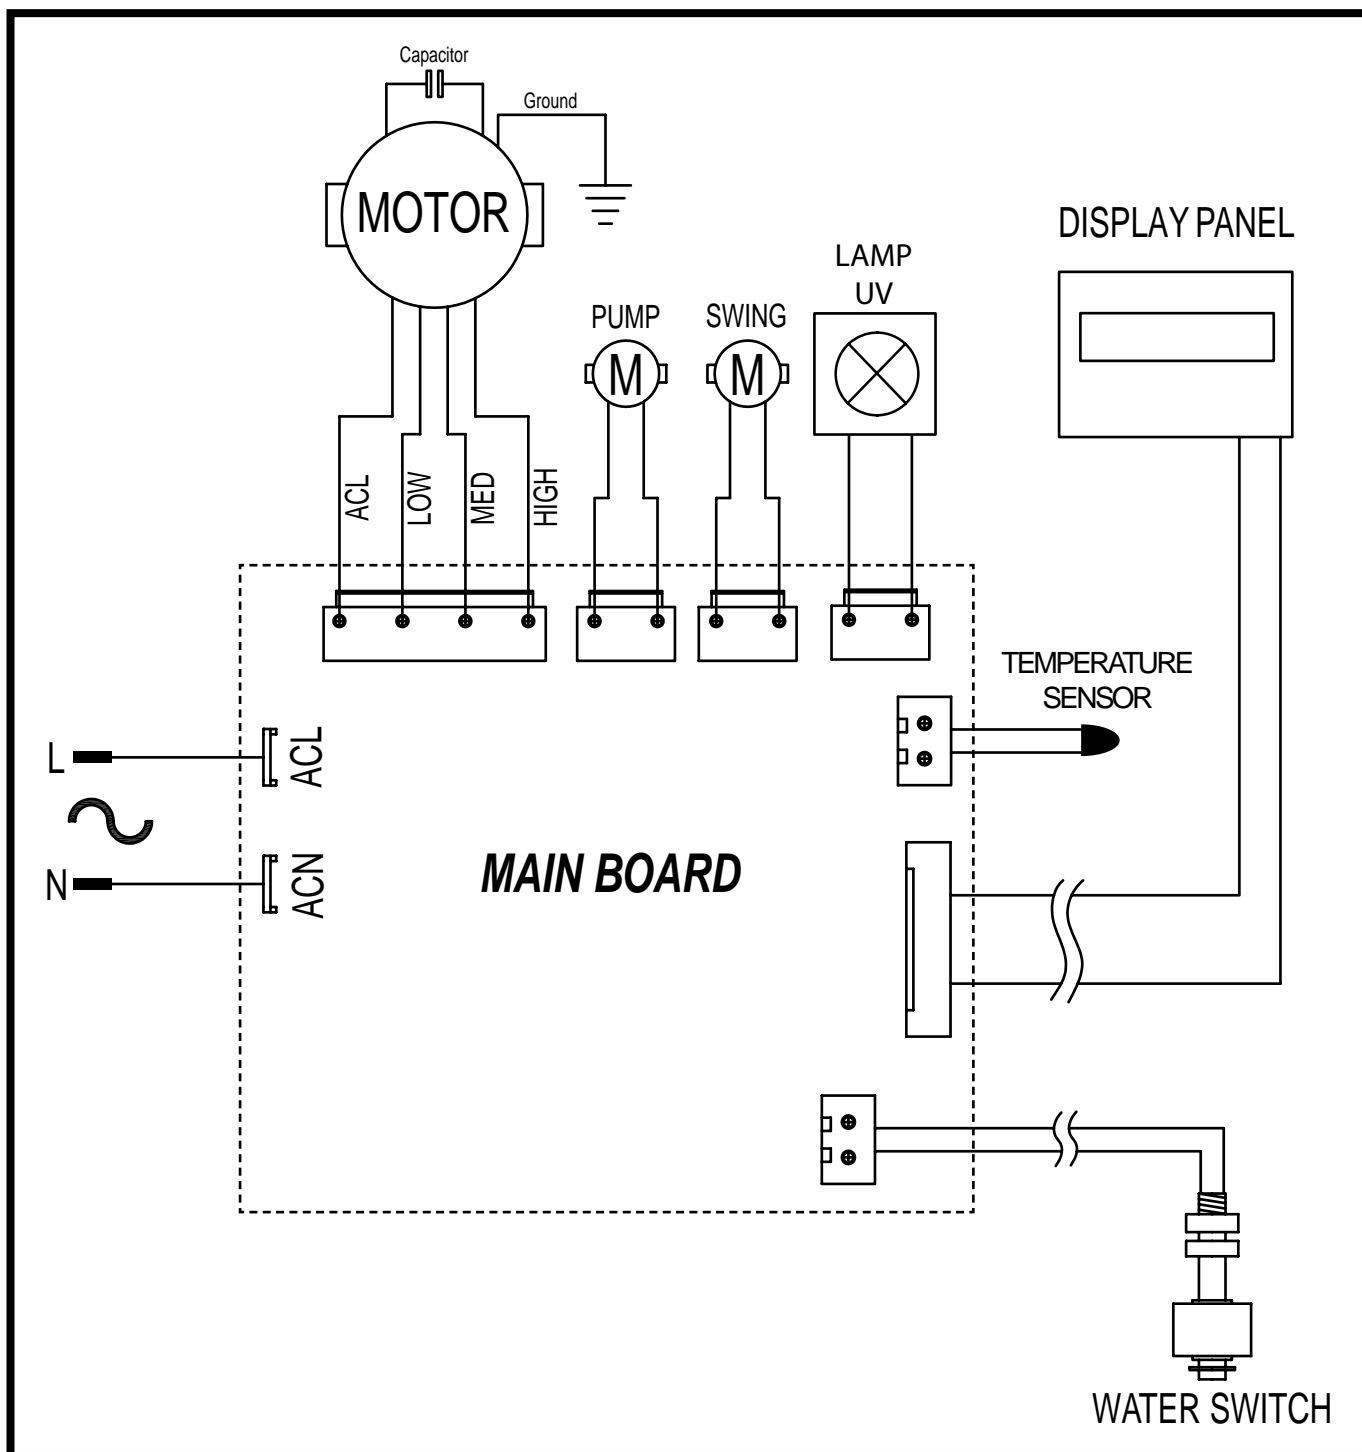 Capacitor
Ground
MOTOR
DISPLAY PANEL
LAMP
UV
PUMP
SWING
M
M
ACL
LOW
MED
HIGH
TEMPERATURE
SENSOR
L
ACL
N
ACN
MAIN BOARD
WATER SWITCH